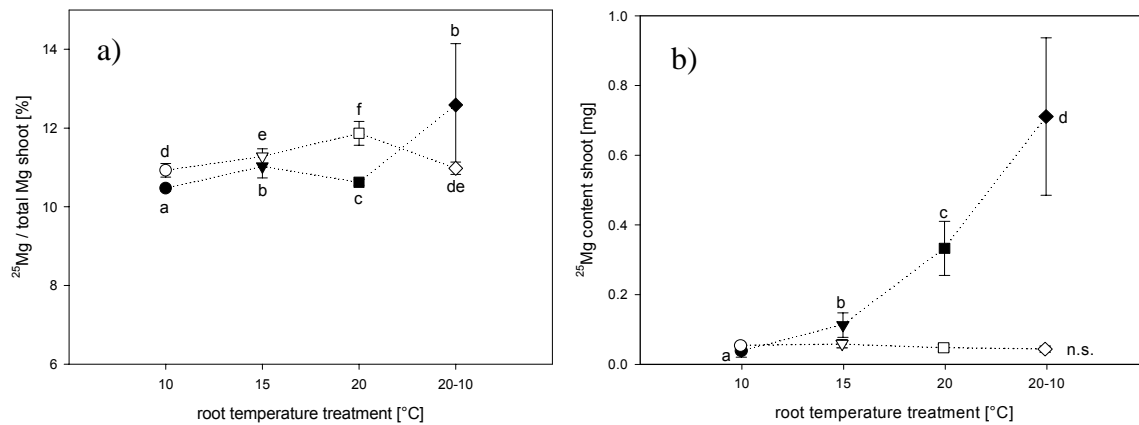 a)
²⁵Mg / total Mg shoot [%]
14
12
10
8
6
d
e
f
b
a
b
c
de
10 15 20 20-10
root temperature treatment [°C]
b)
²⁵Mg content shoot [mg]
1.0
0.8
0.6
0.4
0.2
0.0
a
b
c
d
n.s.
10 15 20 20-10
root temperature treatment [°C]